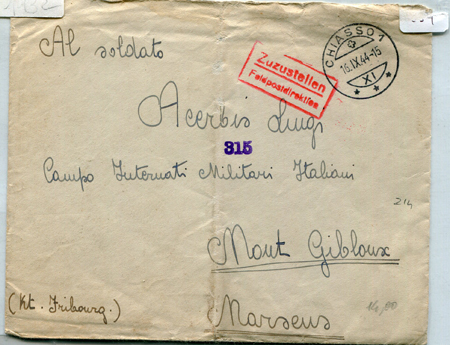 Al soldato
Zuzustellen
Feldpostdirektion
CHIASSO 1
16.IX.44-15
XI
Acerbis Luigi
315
Campo Internati Militari Italiani
214
Mont Gibloux
(Kt. Fribourg.)
Marsens